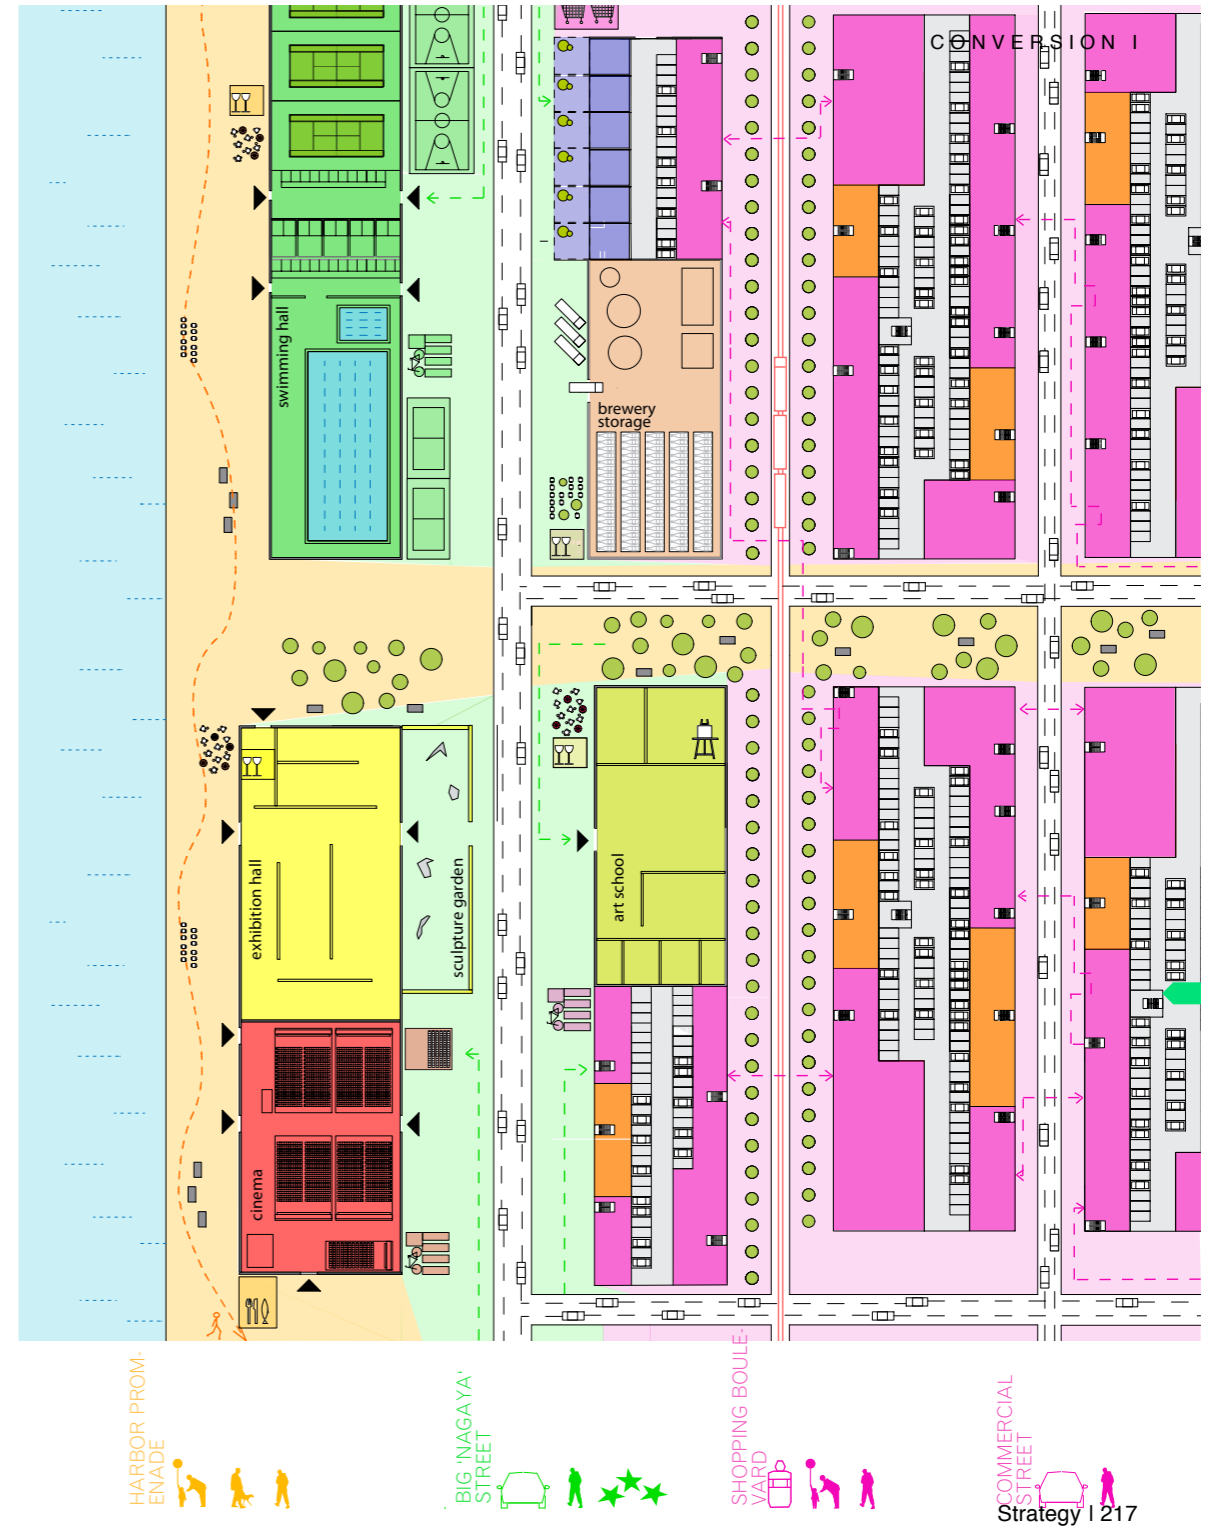 CONVERSION I
swimming hall
brewery
storage
exhibition hall
sculpture garden
art school
cinema
HARBOR PROM-
ENADE
BIG 'NAGAYA'
STREET
SHOPPING BOULE-
VARD
COMMERCIAL
STREET
Strategy I 217